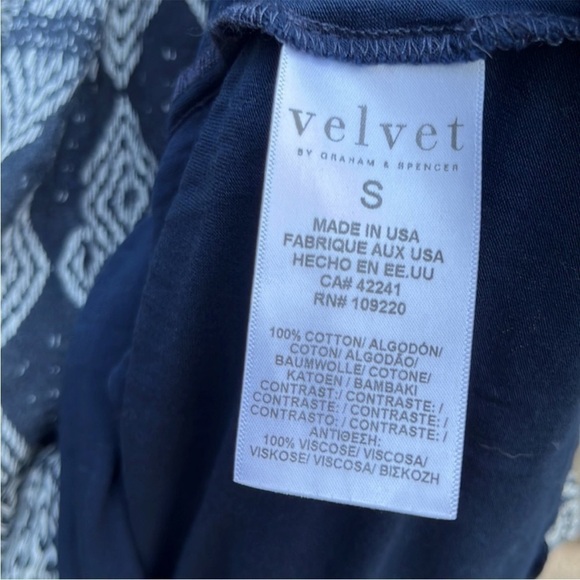 velvet
BY GRAHAM & SPENCER
S
MADE IN USA
FABRIQUE AUX USA
HECHO EN EE.UU
CA# 42241
RN# 109220
100% COTTON/ ALGODÓN/
COTON/ ALGODÃO/
BAUMWOLLE/ COTONE/
KATOEN / BAMBAKI
CONTRAST: / CONTRASTE: /
CONTRASTE: / CONTRASTE: /
CONTRASTO: / CONTRASTE: /
ΑΝΤΙΘΕΣΗ:
100% VISCOSE/ VISCOSA/
VISKOSE/ VISCOSA/ ΒΙΣΚΟΖΗ